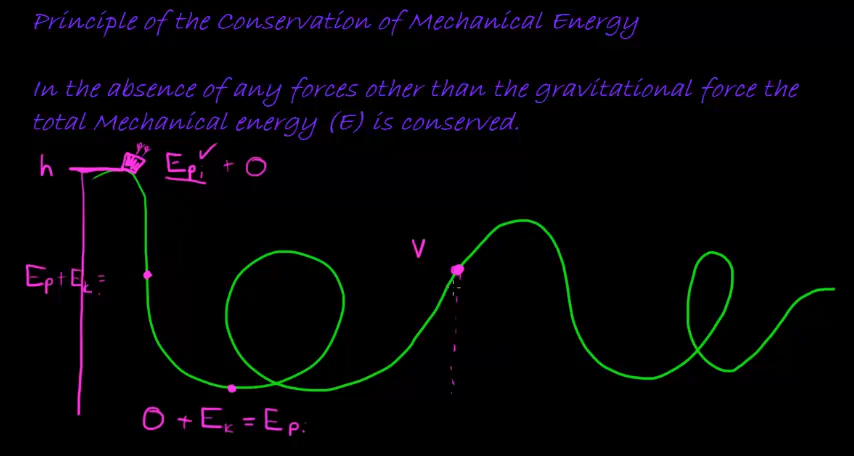 Principle of the Conservation of Mechanical Energy
In the absence of any forces other than the gravitational force the
total Mechanical energy (E) is conserved.
h Epi ✓ + 0
V
Ep + Ek =
0 + Ek = Epi